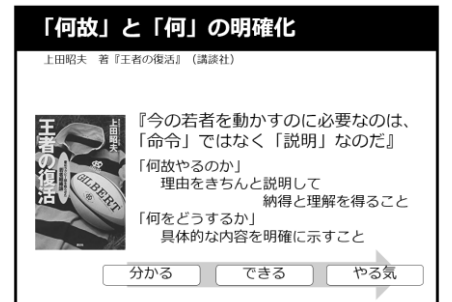 「何故」と「何」の明確化
上田昭夫 著『王者の復活』（講談社）
『今の若者を動かすのに必要なのは、
「命令」ではなく「説明」なのだ』
「何故やるのか」
理由をきちんと説明して
納得と理解を得ること
「何をどうするか」
具体的な内容を明確に示すこと
王者の復活
上田昭夫
GILBERT
分かる
できる
やる気